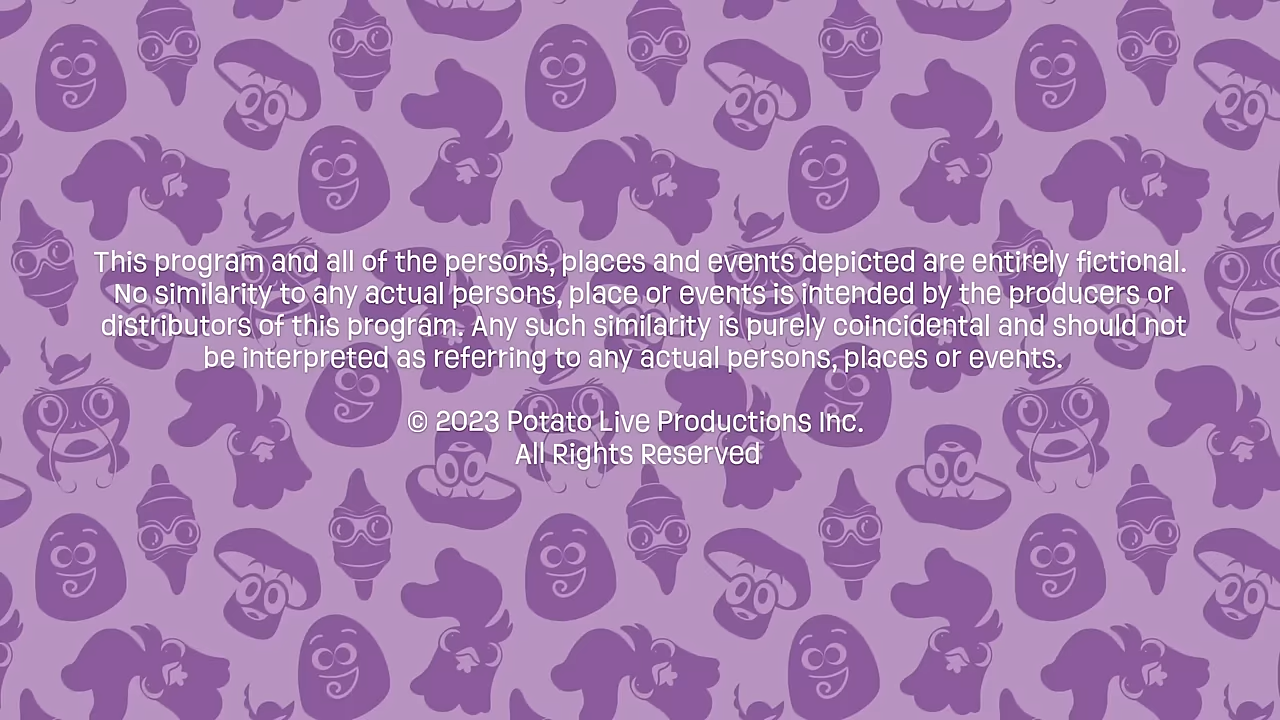 This program and all of the persons, places and events depicted are entirely fictional.
No similarity to any actual persons, place or events is intended by the producers or
distributors of this program. Any such similarity is purely coincidental and should not
be interpreted as referring to any actual persons, places or events.
© 2023 Potato Live Productions Inc.
All Rights Reserved